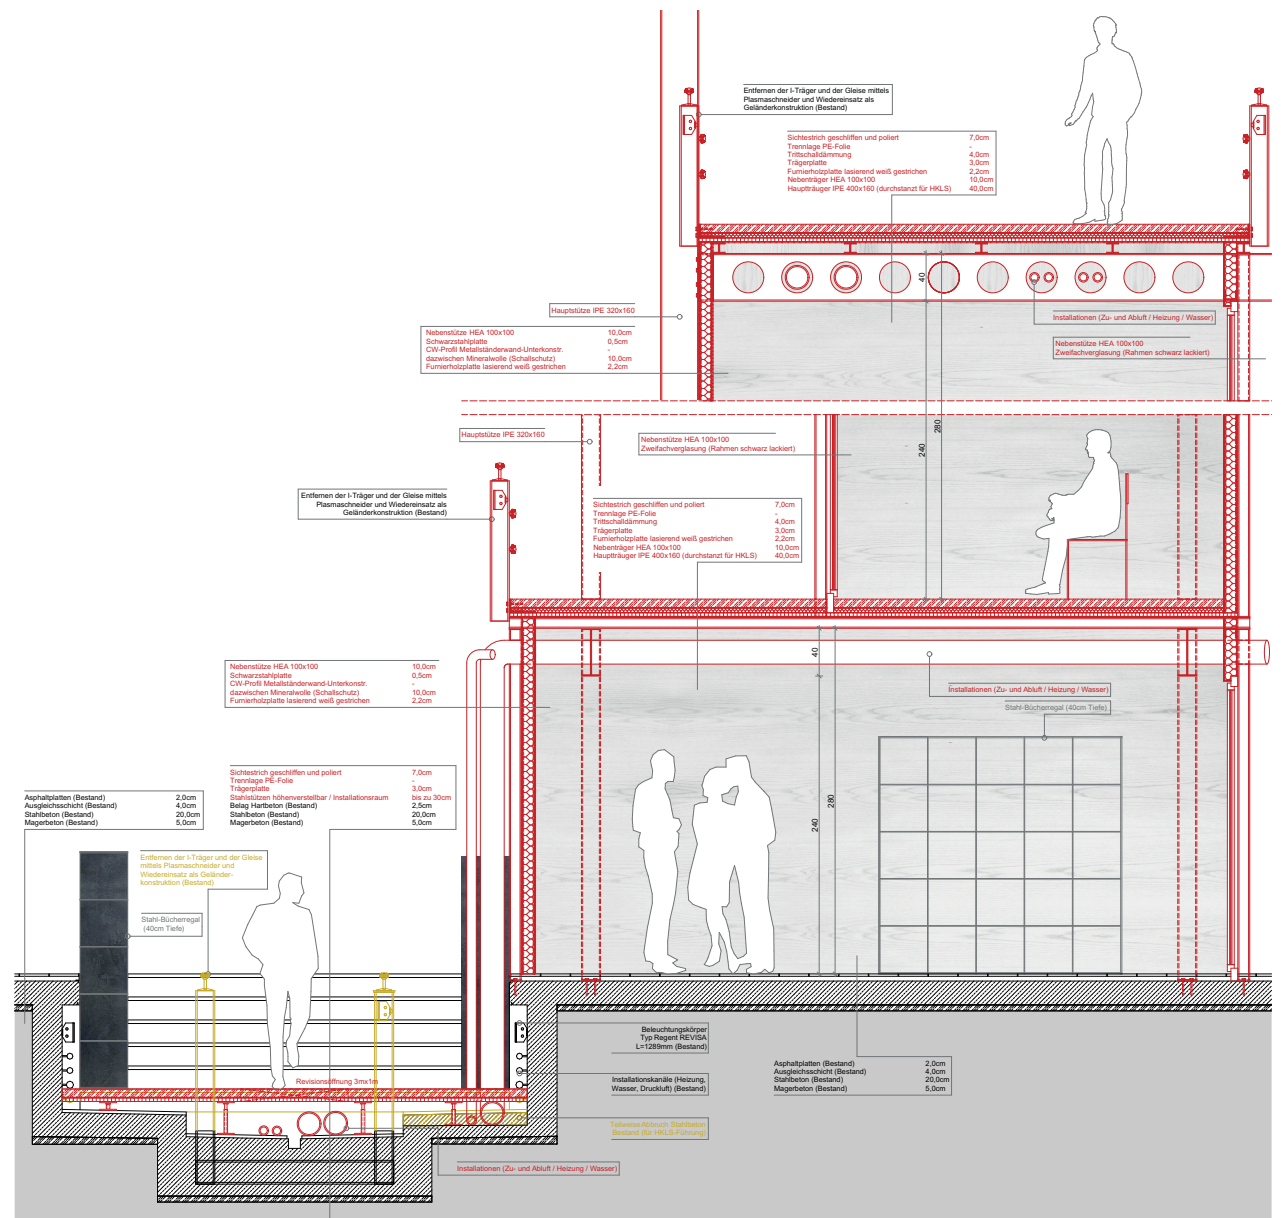 Entfernen der I-Träger und der Gleise mittels
Plasmaschneider und Wiedereinsatz als
Geländerkonstruktion (Bestand)
Sichtestrich geschliffen und poliert 7,0cm
Trennlage PE-Folie -
Trittschalldämmung 4,0cm
Trägerplatte 3,0cm
Furnierholzplatte lasierend weiß gestrichen 2,2cm
Nebenträger HEA 100x100 10,0cm
Hauptträuger IPE 400x160 (durchstanzt für HKLS) 40,0cm
40
Hauptstütze IPE 320x160
Installationen (Zu- und Abluft / Heizung / Wasser)
Nebenstütze HEA 100x100 10,0cm
Schwarzstahlplatte 0,5cm
CW-Profil Metallständerwand-Unterkonstr. -
dazwischen Mineralwolle (Schallschutz) 10,0cm
Furnierholzplatte lasierend weiß gestrichen 2,2cm
Nebenstütze HEA 100x100
Zweifachverglasung (Rahmen schwarz lackiert)
Hauptstütze IPE 320x160
Nebenstütze HEA 100x100
Zweifachverglasung (Rahmen schwarz lackiert)
240
280
Entfernen der I-Träger und der Gleise mittels
Plasmaschneider und Wiedereinsatz als
Geländerkonstruktion (Bestand)
Sichtestrich geschliffen und poliert 7,0cm
Trennlage PE-Folie -
Trittschalldämmung 4,0cm
Trägerplatte 3,0cm
Furnierholzplatte lasierend weiß gestrichen 2,2cm
Nebenträger HEA 100x100 10,0cm
Hauptträuger IPE 400x160 (durchstanzt für HKLS) 40,0cm
40
Nebenstütze HEA 100x100 10,0cm
Schwarzstahlplatte 0,5cm
CW-Profil Metallständerwand-Unterkonstr. -
dazwischen Mineralwolle (Schallschutz) 10,0cm
Furnierholzplatte lasierend weiß gestrichen 2,2cm
Installationen (Zu- und Abluft / Heizung / Wasser)
Stahl-Bücherregal (40cm Tiefe)
Sichtestrich geschliffen und poliert 7,0cm
Trennlage PE-Folie -
Trägerplatte 3,0cm
Stahlstützen höhenverstellbar / Installationsraum bis zu 30cm
Belag Hartbeton (Bestand) 2,5cm
Stahlbeton (Bestand) 20,0cm
Magerbeton (Bestand) 5,0cm
Asphaltplatten (Bestand) 2,0cm
Ausgleichsschicht (Bestand) 4,0cm
Stahlbeton (Bestand) 20,0cm
Magerbeton (Bestand) 5,0cm
240
280
Entfernen der I-Träger und der Gleise
mittels Plasmaschneider und
Wiedereinsatz als Geländer-
konstruktion (Bestand)
Stahl-Bücherregal
(40cm Tiefe)
Beleuchtungskörper
Typ Regent REVISA
L=1289mm (Bestand)
Asphaltplatten (Bestand) 2,0cm
Ausgleichsschicht (Bestand) 4,0cm
Stahlbeton (Bestand) 20,0cm
Magerbeton (Bestand) 5,0cm
Revisionsöffnung 3mx1m
Installationskanäle (Heizung,
Wasser, Druckluft) (Bestand)
Teilweise Abbruch Stahlbeton
Bestand (für HKLS-Führung)
Installationen (Zu- und Abluft / Heizung / Wasser)